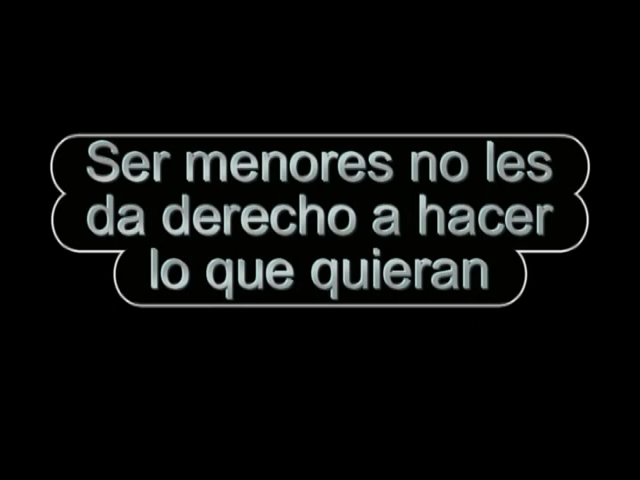 Ser menores no les
da derecho a hacer
lo que quieran